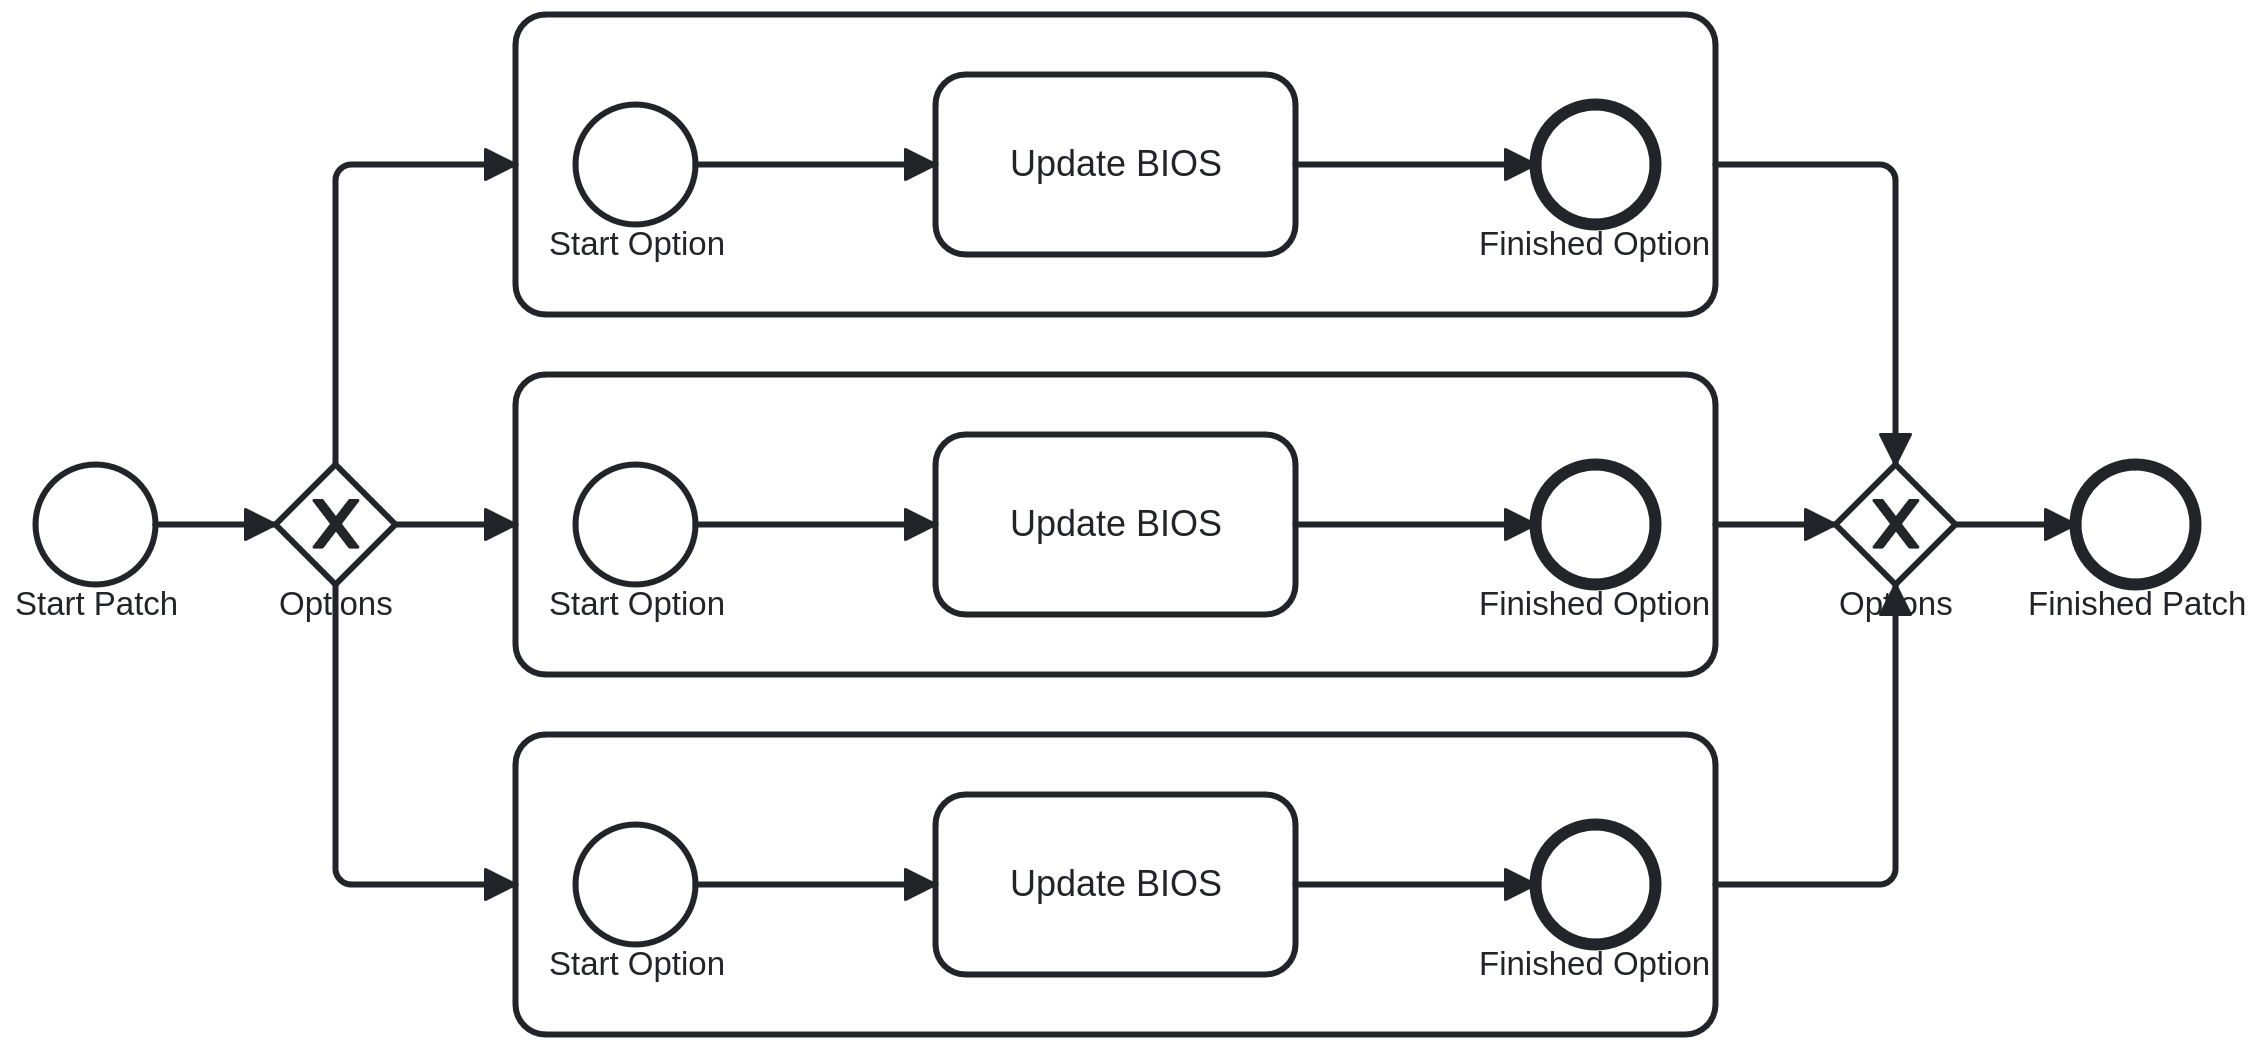 Update BIOS
Start Option
Finished Option
Update BIOS
Start Patch
Options
Start Option
Finished Option
Options
Finished Patch
Update BIOS
Start Option
Finished Option